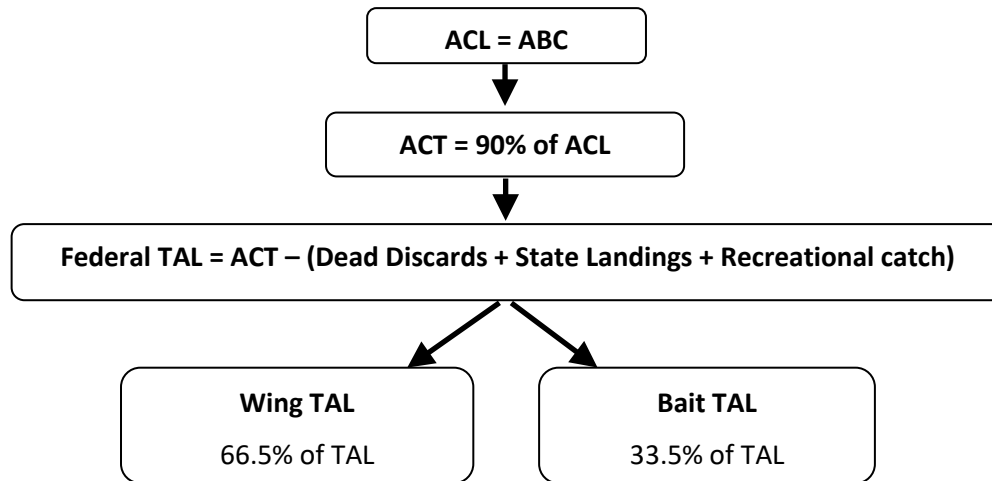 ACL = ABC
ACT = 90% of ACL
Federal TAL = ACT – (Dead Discards + State Landings + Recreational catch)
Wing TAL
66.5% of TAL
Bait TAL
33.5% of TAL